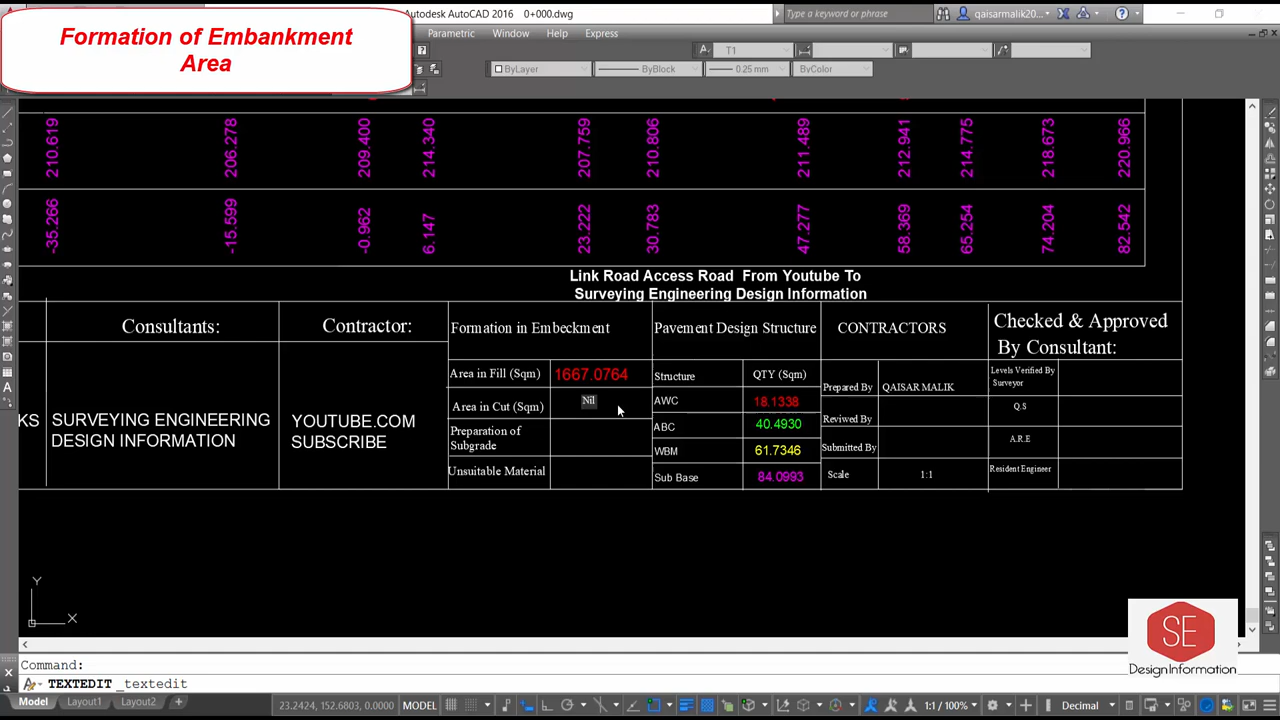 Formation of Embankment
Area
Autodesk AutoCAD 2016 0+000.dwg
Type a keyword or phrase
qaisarmalik20...
Parametric Window Help Express
T1
ByLayer ByBlock 0.25 mm ByColor
210.619 206.278 209.400 214.340 207.759 210.806 211.489 212.941 214.775 218.673 220.966
-35.266 -15.599 -0.962 6.147 23.222 30.783 47.277 58.369 65.254 74.204 82.542
Link Road Access Road From Youtube To
Surveying Engineering Design Information
Consultants:
Contractor:
Formation in Embeckment
Pavement Design Structure
CONTRACTORS
Checked & Approved
By Consultant:
KS
SURVEYING ENGINEERING
DESIGN INFORMATION
YOUTUBE.COM
SUBSCRIBE
Area in Fill (Sqm) 1667.0764
Area in Cut (Sqm) Nil
Preparation of
Subgrade
Unsuitable Material
Structure QTY (Sqm)
AWC 18.1338
ABC 40.4930
WBM 61.7346
Sub Base 84.0993
Prepared By QAISAR MALIK
Reviwed By
Submitted By
Scale 1:1
Levels Verified By
Surveyor
Q.S
A.R.E
Resident Engineer
Y
X
SE
Design Information
Command:
TEXTEDIT _textedit
Model Layout1 Layout2 +
23.2424, 152.6803, 0.0000 MODEL 1:1 / 100% Decimal